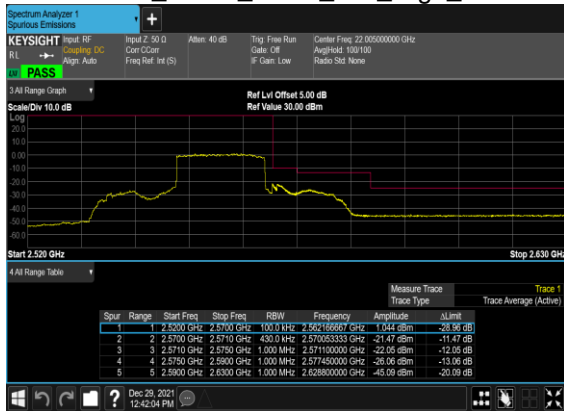 Spectrum Analyzer 1
Spurious Emissions
KEYSIGHT Input: RF Input Z: 50 Ω Atten: 40 dB Trig: Free Run Center Freq: 22.005000000 GHz
RL Coupling: DC Corr CCorr Gate: Off Avg|Hold: 100/100
Align: Auto Freq Ref: Int (S) IF Gain: Low Radio Std: None
PASS
3 All Range Graph
Ref Lvl Offset 5.00 dB
Scale/Div 10.0 dB Ref Value 30.00 dBm
Log
20.0
10.0
0.00
-10.0
-20.0
-30.0
-40.0
-50.0
-60.0
Start 2.520 GHz Stop 2.630 GHz
4 All Range Table
Measure Trace Trace 1
Trace Type Trace Average (Active)
Spur Range Start Freq Stop Freq RBW Frequency Amplitude ΔLimit
1 1 2.5200 GHz 2.5700 GHz 100.0 kHz 2.562166667 GHz 1.044 dBm -28.96 dB
2 2 2.5700 GHz 2.5710 GHz 430.0 kHz 2.570053333 GHz -21.47 dBm -11.47 dB
3 3 2.5710 GHz 2.5750 GHz 1.000 MHz 2.571100000 GHz -22.05 dBm -12.05 dB
4 4 2.5750 GHz 2.5900 GHz 1.000 MHz 2.577450000 GHz -26.06 dBm -13.06 dB
5 5 2.5900 GHz 2.6300 GHz 1.000 MHz 2.628800000 GHz -45.09 dBm -20.09 dB
? Dec 29, 2021
12:42:04 PM